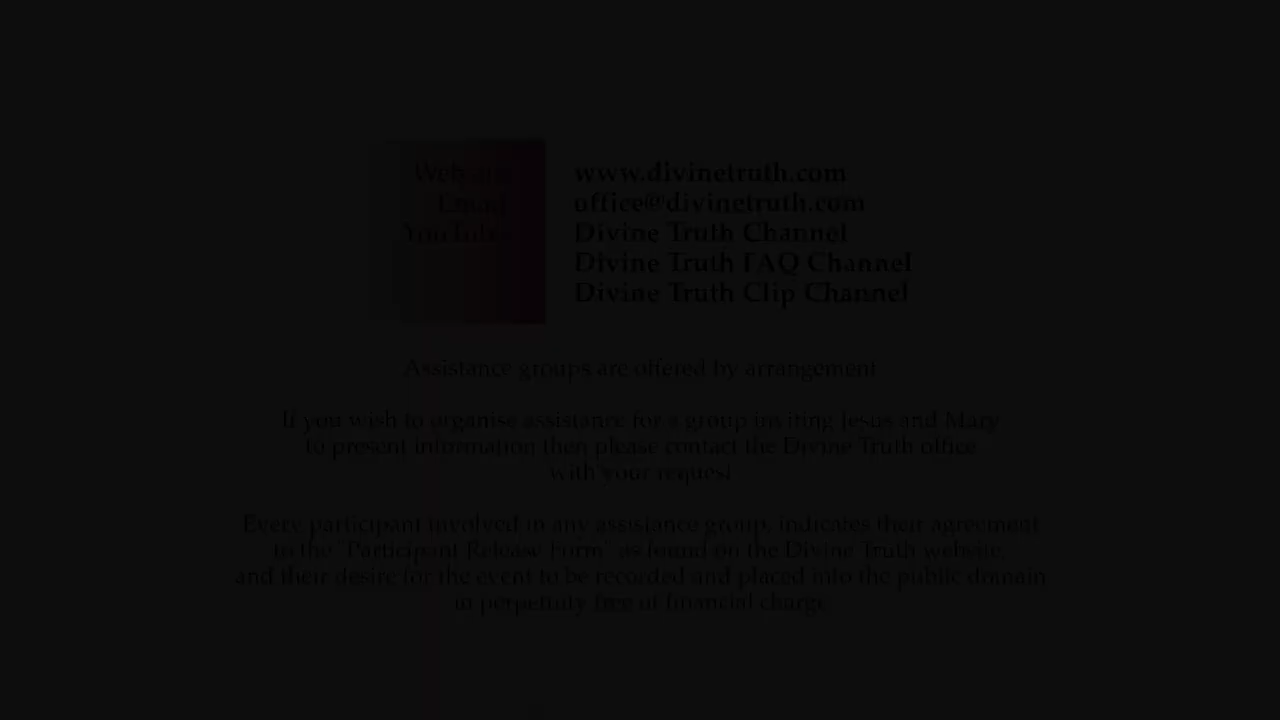 Website www.divinetruth.com
Email office@divinetruth.com
YouTube Divine Truth Channel
Divine Truth FAQ Channel
Divine Truth Clip Channel
Assistance groups are offered by arrangement
If you wish to organise assistance for a group inviting Jesus and Mary
to present information then please contact the Divine Truth office
with your request
Every participant involved in any assistance group, indicates their agreement
to the 'Participant Release Form' as found on the Divine Truth website,
and their desire for the event to be recorded and placed into the public domain
in perpetuity free of financial charge